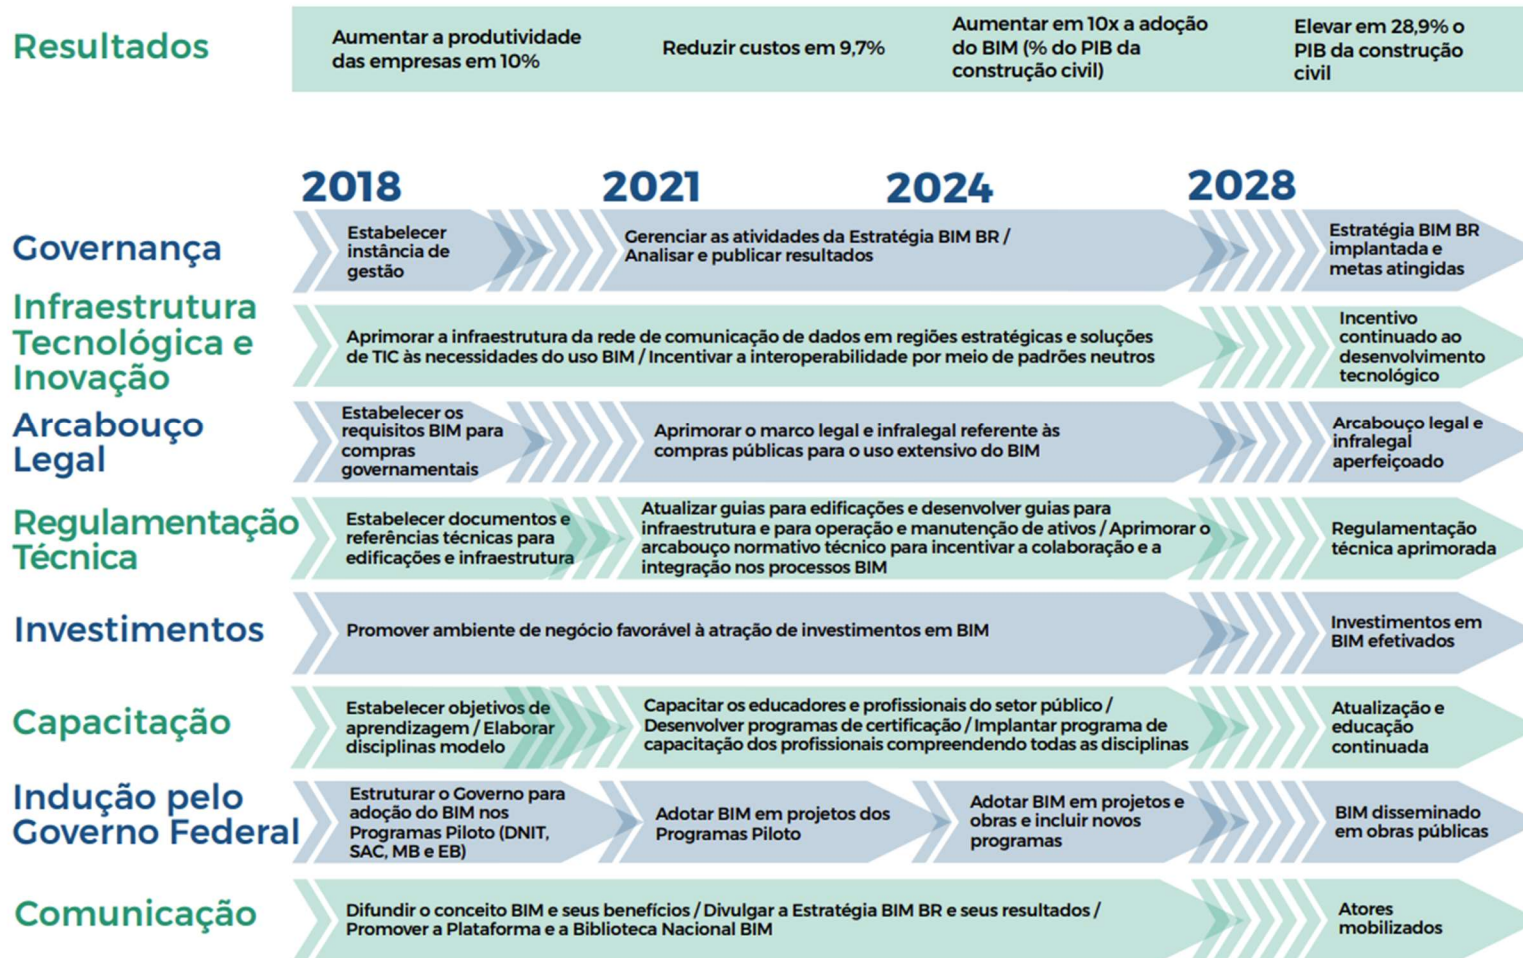 Resultados
Aumentar a produtividade
das empresas em 10%
Reduzir custos em 9,7%
Aumentar em 10x a adoção
do BIM (% do PIB da
construção civil)
Elevar em 28,9% o
PIB da construção
civil
2018
2021
2024
2028
Governança
Estabelecer
instância de
gestão
Gerenciar as atividades da Estratégia BIM BR /
Analisar e publicar resultados
Estratégia BIM BR
implantada e
metas atingidas
Infraestrutura
Tecnológica e
Inovação
Aprimorar a infraestrutura da rede de comunicação de dados em regiões estratégicas e soluções
de TIC às necessidades do uso BIM / Incentivar a interoperabilidade por meio de padrões neutros
Incentivo
continuado ao
desenvolvimento
tecnológico
Arcabouço
Legal
Estabelecer os
requisitos BIM para
compras
governamentais
Aprimorar o marco legal e infralegal referente às
compras públicas para o uso extensivo do BIM
Arcabouço legal e
infralegal
aperfeiçoado
Regulamentação
Técnica
Estabelecer documentos e
referências técnicas para
edificações e infraestrutura
Atualizar guias para edificações e desenvolver guias para
infraestrutura e para operação e manutenção de ativos / Aprimorar o
arcabouço normativo técnico para incentivar a colaboração e a
integração nos processos BIM
Regulamentação
técnica aprimorada
Investimentos
Promover ambiente de negócio favorável à atração de investimentos em BIM
Investimentos em
BIM efetivados
Capacitação
Estabelecer objetivos de
aprendizagem / Elaborar
disciplinas modelo
Capacitar os educadores e profissionais do setor público /
Desenvolver programas de certificação / Implantar programa de
capacitação dos profissionais compreendendo todas as disciplinas
Atualização e
educação
continuada
Indução pelo
Governo Federal
Estruturar o Governo para
adoção do BIM nos
Programas Piloto (DNIT,
SAC, MB e EB)
Adotar BIM em projetos dos
Programas Piloto
Adotar BIM em projetos e
obras e incluir novos
programas
BIM disseminado
em obras públicas
Comunicação
Difundir o conceito BIM e seus benefícios / Divulgar a Estratégia BIM BR e seus resultados /
Promover a Plataforma e a Biblioteca Nacional BIM
Atores
mobilizados